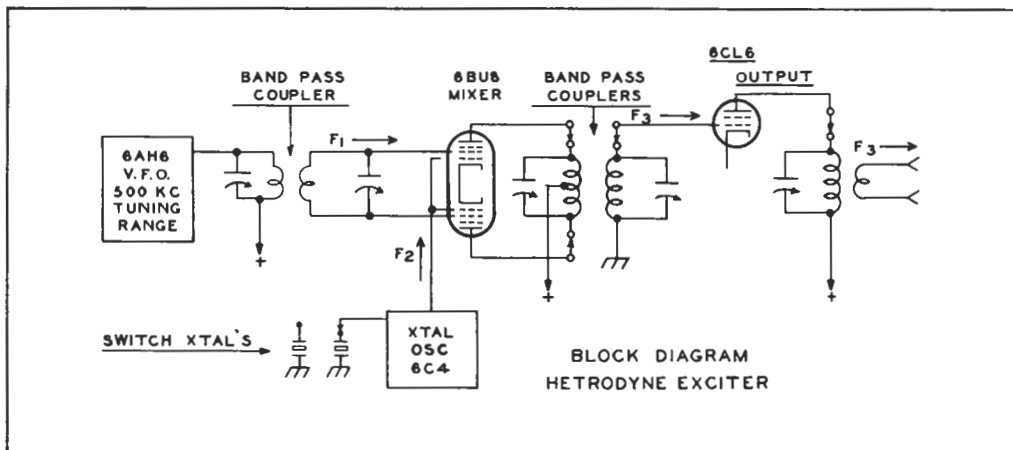 BAND PASS
COUPLER
6BU8
MIXER
BAND PASS
COUPLERS
6CL6
OUTPUT
6AH6
V.F.O.
500 KC
TUNING
RANGE
F1
F3
F3
F2
+
+
+
SWITCH XTAL'S
XTAL
OSC
6C4
BLOCK DIAGRAM
HETRODYNE EXCITER